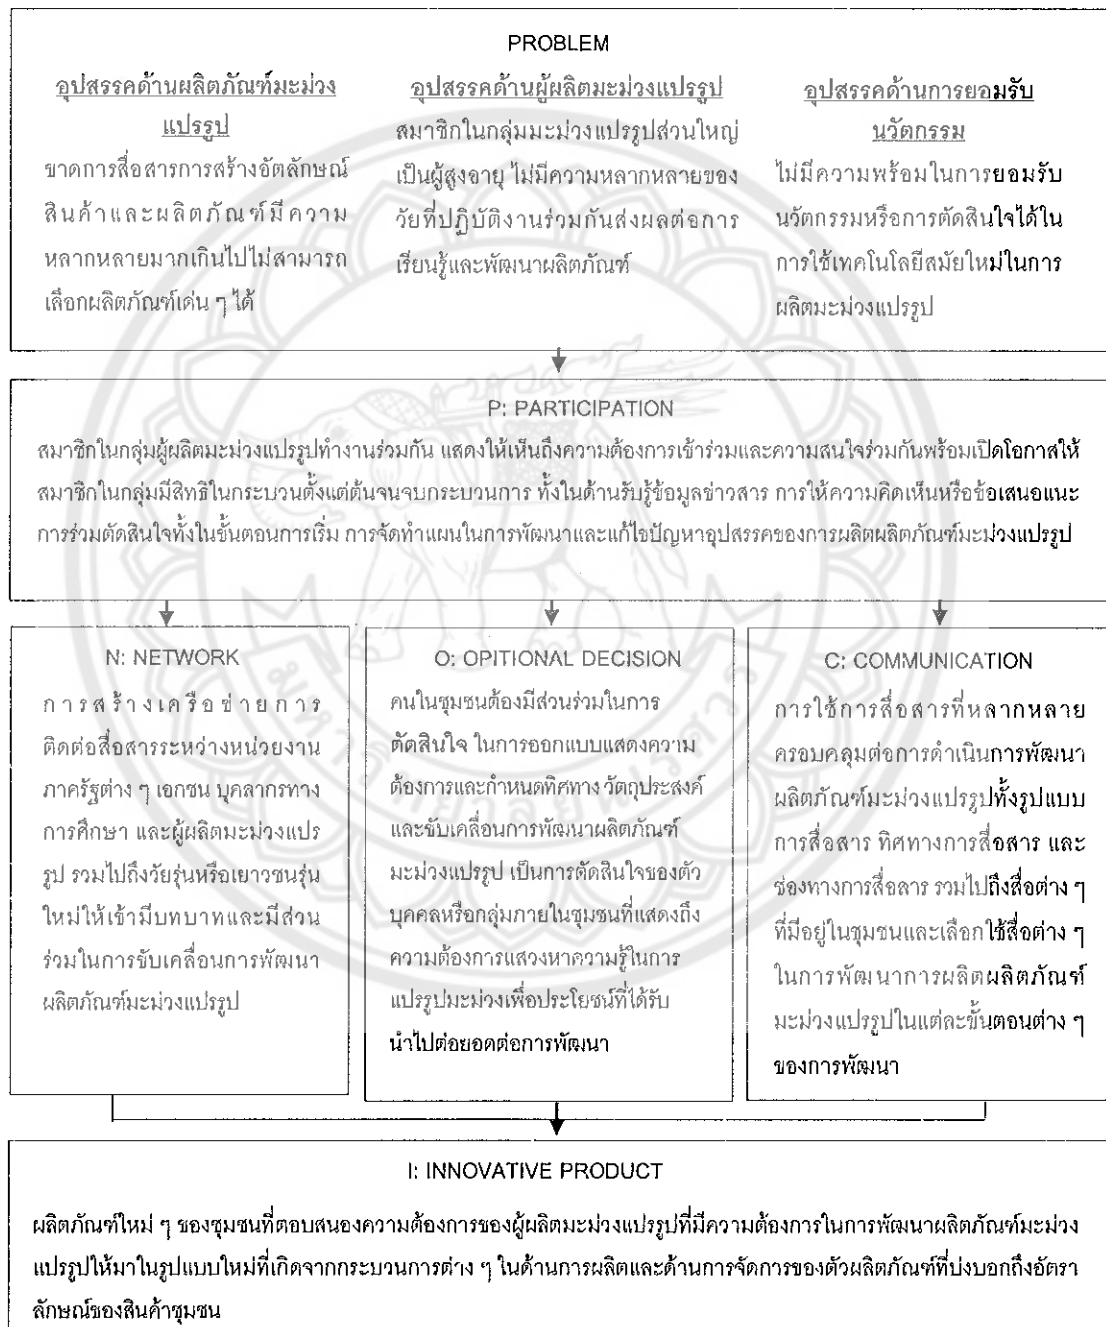 PROBLEM
อุปสรรคด้านผลิตภัณฑ์มะม่วง
แปรรูป
ขาดการสื่อสารการสร้างอัตลักษณ์
สินค้าและผลิตภัณฑ์มีความ
หลากหลายมากเกินไปไม่สามารถ
เลือกผลิตภัณฑ์เด่น ๆ ได้
อุปสรรคด้านผู้ผลิตมะม่วงแปรรูป
สมาชิกในกลุ่มมะม่วงแปรรูปส่วนใหญ่
เป็นผู้สูงอายุ ไม่มีความหลากหลายของ
วัยที่ปฏิบัติงานร่วมกันส่งผลต่อการ
เรียนรู้และพัฒนาผลิตภัณฑ์
อุปสรรคด้านการยอมรับ
นวัตกรรม
ไม่มีความพร้อมในการยอมรับ
นวัตกรรมหรือการตัดสินใจได้ใน
การใช้เทคโนโลยีสมัยใหม่ในการ
ผลิตมะม่วงแปรรูป
P: PARTICIPATION
สมาชิกในกลุ่มผู้ผลิตมะม่วงแปรรูปทำงานร่วมกัน แสดงให้เห็นถึงความต้องการเข้าร่วมและความสนใจร่วมกันพร้อมเปิดโอกาสให้
สมาชิกในกลุ่มมีสิทธิในกระบวนตั้งแต่ต้นจนจบกระบวนการ ทั้งในด้านรับรู้ข้อมูลข่าวสาร การให้ความคิดเห็นหรือข้อเสนอแนะ
การร่วมตัดสินใจทั้งในขั้นตอนการเริ่ม การจัดทำแผนในการพัฒนาและแก้ไขปัญหาอุปสรรคของการผลิตผลิตภัณฑ์มะม่วงแปรรูป
N: NETWORK
การสร้างเครือข่ายการ
ติดต่อสื่อสารระหว่างหน่วยงาน
ภาครัฐต่าง ๆ เอกชน บุคลากรทาง
การศึกษา และผู้ผลิตมะม่วงแปร
รูป รวมไปถึงวัยรุ่นหรือเยาวชนรุ่น
ใหม่ให้เข้ามีบทบาทและมีส่วน
ร่วมในการขับเคลื่อนการพัฒนา
ผลิตภัณฑ์มะม่วงแปรรูป
O: OPITIONAL DECISION
คนในชุมชนต้องมีส่วนร่วมในการ
ตัดสินใจ ในการออกแบบแสดงความ
ต้องการและกำหนดทิศทาง วัตถุประสงค์
และขับเคลื่อนการพัฒนาผลิตภัณฑ์
มะม่วงแปรรูป เป็นการตัดสินใจของตัว
บุคคลหรือกลุ่มภายในชุมชนที่แสดงถึง
ความต้องการแสวงหาความรู้ในการ
แปรรูปมะม่วงเพื่อประโยชน์ที่ได้รับ
นำไปต่อยอดต่อการพัฒนา
C: COMMUNICATION
การใช้การสื่อสารที่หลากหลาย
ครอบคลุมต่อการดำเนินการพัฒนา
ผลิตภัณฑ์มะม่วงแปรรูปทั้งรูปแบบ
การสื่อสาร ทิศทางการสื่อสาร และ
ช่องทางการสื่อสาร รวมไปถึงสื่อต่าง ๆ
ที่มีอยู่ในชุมชนและเลือกใช้สื่อต่าง ๆ
ในการพัฒนาการผลิตผลิตภัณฑ์
มะม่วงแปรรูปในแต่ละขั้นตอนต่าง ๆ
ของการพัฒนา
I: INNOVATIVE PRODUCT
ผลิตภัณฑ์ใหม่ ๆ ของชุมชนที่ตอบสนองความต้องการของผู้ผลิตมะม่วงแปรรูปที่มีความต้องการในการพัฒนาผลิตภัณฑ์มะม่วง
แปรรูปให้มาในรูปแบบใหม่ที่เกิดจากกระบวนการต่าง ๆ ในด้านการผลิตและด้านการจัดการของตัวผลิตภัณฑ์ที่บ่งบอกถึงอัตรา
ลักษณ์ของสินค้าชุมชน